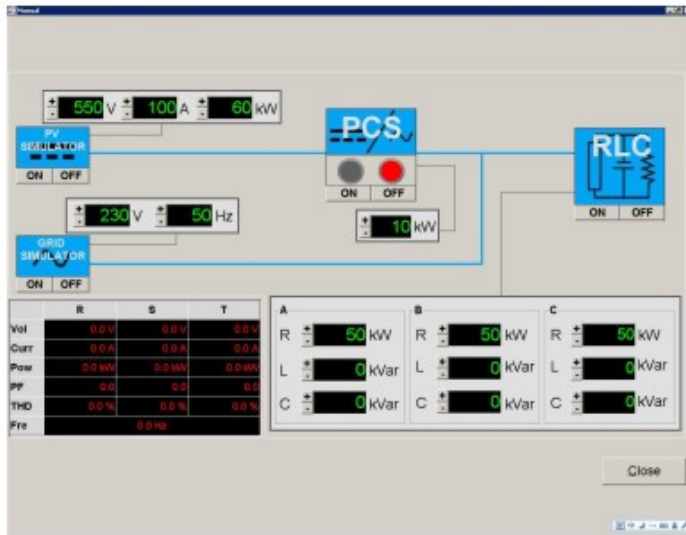 Manual
550 V 100 A 60 kW
PV
SIMULATOR
ON OFF
PCS
ON OFF
RLC
ON OFF
230 V 50 Hz
10 kW
GRID
SIMULATOR
ON OFF
R S T
Vol 0.0 V 0.0 V 0.0 V
Curr 0.0 A 0.0 A 0.0 A
Pow 0.0 kW 0.0 kW 0.0 kW
PF 0.0 0.0 0.0
THD 0.0 % 0.0 % 0.0 %
Fre 0.0 Hz
A B C
R 50 kW R 50 kW R 50 kW
L 0 kVar L 0 kVar L 0 kVar
C 0 kVar C 0 kVar C 0 kVar
Close